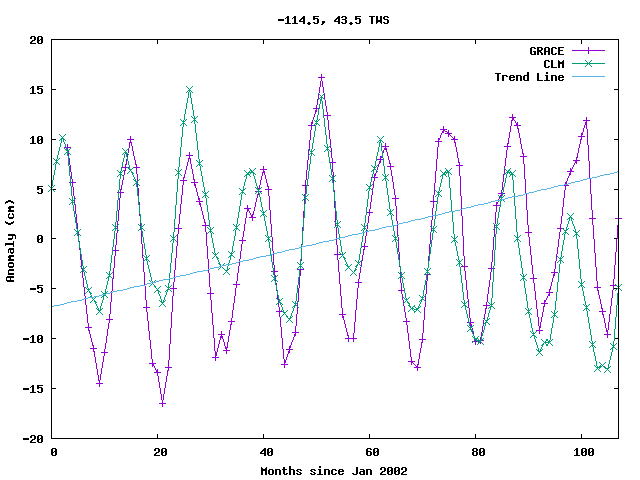 -114.5, 43.5 TWS
GRACE
CLM
Trend Line
20
15
10
5
0
-5
-10
-15
-20
Anomaly (cm)
0 20 40 60 80 100
Months since Jan 2002